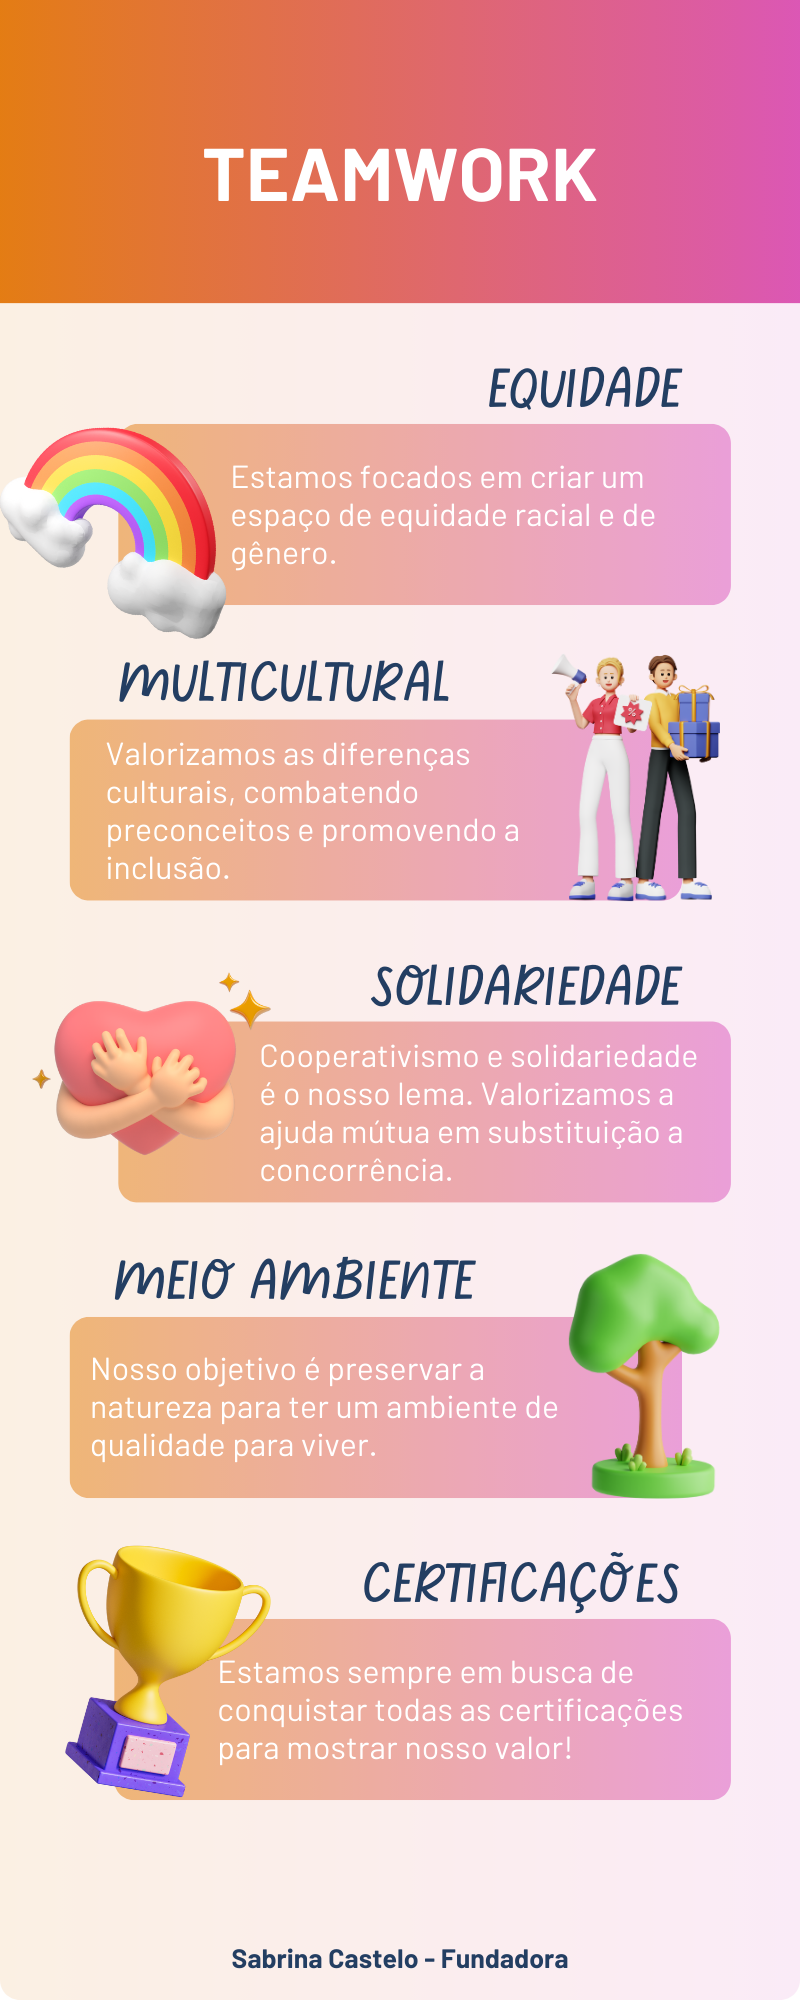 TEAMWORK
EQUIDADE
Estamos focados em criar um
espaço de equidade racial e de
gênero.
MULTICULTURAL
Valorizamos as diferenças
culturais, combatendo
preconceitos e promovendo a
inclusão.
SOLIDARIEDADE
Cooperativismo e solidariedade
é o nosso lema. Valorizamos a
ajuda mútua em substituição a
concorrência.
MEIO AMBIENTE
Nosso objetivo é preservar a
natureza para ter um ambiente de
qualidade para viver.
CERTIFICAÇÕES
Estamos sempre em busca de
conquistar todas as certificações
para mostrar nosso valor!
Sabrina Castelo - Fundadora